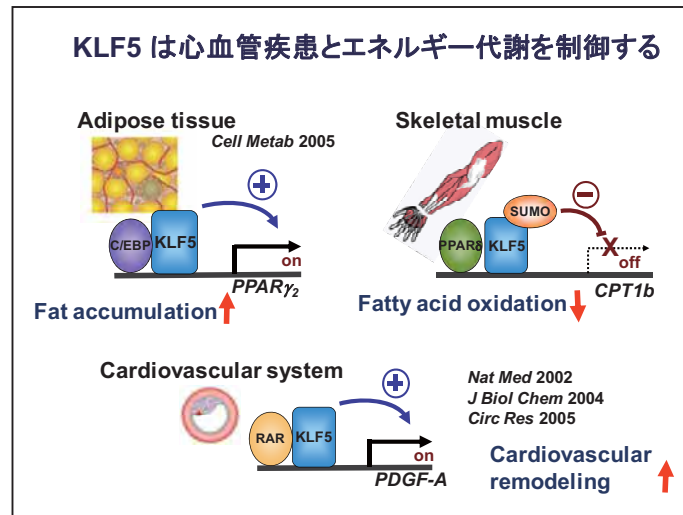 KLF5 は心血管疾患とエネルギー代謝を制御する
Adipose tissue
Cell Metab 2005
+
C/EBP
KLF5
on
PPARγ2
Fat accumulation
Skeletal muscle
SUMO
−
PPARδ
KLF5
X
off
CPT1b
Fatty acid oxidation
Cardiovascular system
+
RAR
KLF5
on
PDGF-A
Nat Med 2002
J Biol Chem 2004
Circ Res 2005
Cardiovascular
remodeling